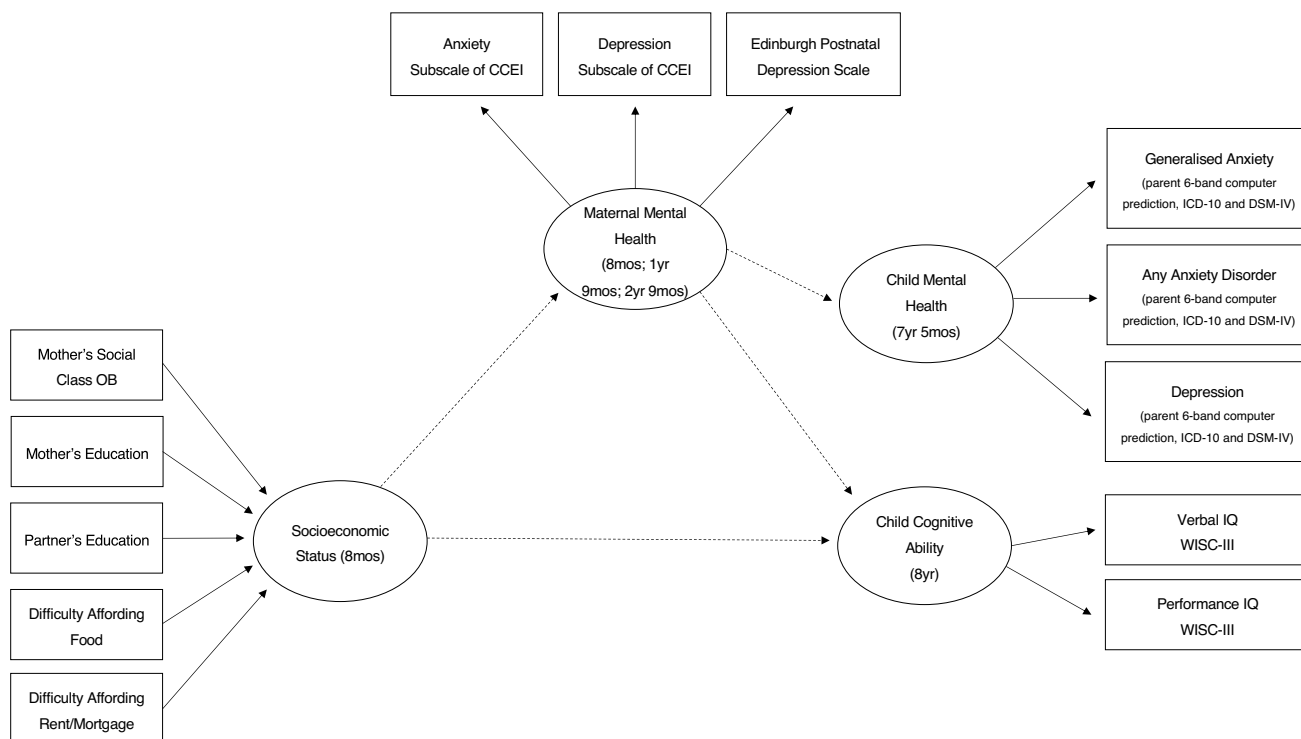 Anxiety
Subscale of CCEI
Depression
Subscale of CCEI
Edinburgh Postnatal
Depression Scale
Generalised Anxiety
(parent 6-band computer
prediction, ICD-10 and DSM-IV)
Maternal Mental
Health
(8mos; 1yr
9mos; 2yr 9mos)
Child Mental
Health
(7yr 5mos)
Any Anxiety Disorder
(parent 6-band computer
prediction, ICD-10 and DSM-IV)
Mother's Social
Class OB
Depression
(parent 6-band computer
prediction, ICD-10 and DSM-IV)
Mother's Education
Partner's Education
Socioeconomic
Status (8mos)
Child Cognitive
Ability
(8yr)
Verbal IQ
WISC-III
Difficulty Affording
Food
Performance IQ
WISC-III
Difficulty Affording
Rent/Mortgage